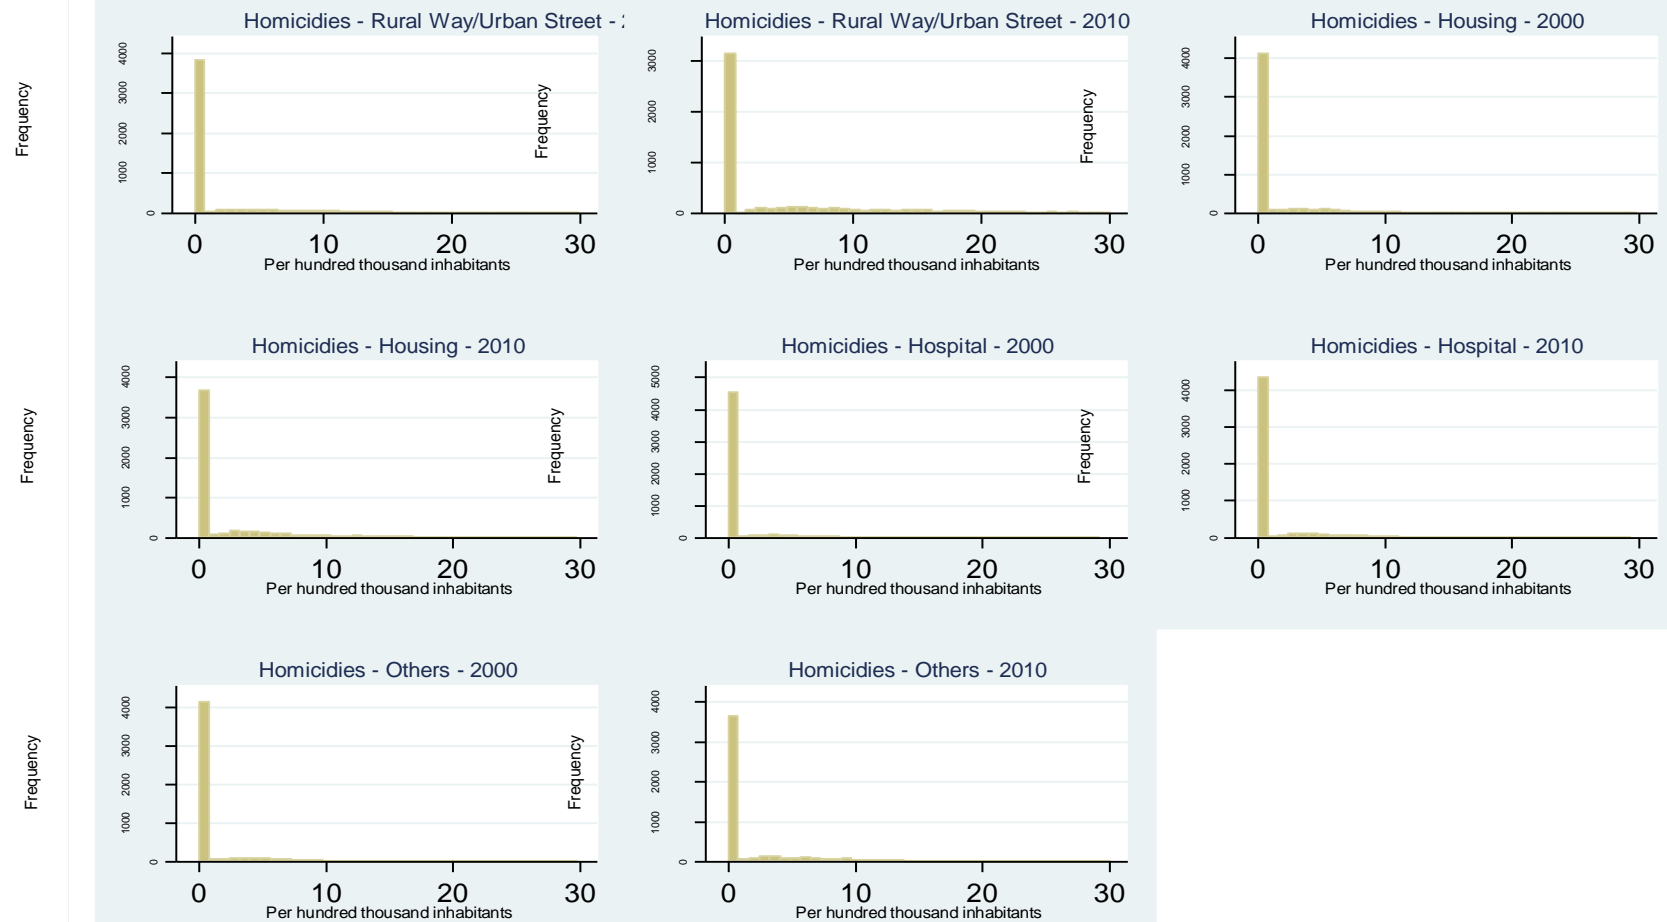 Homicidies - Rural Way/Urban Street -
Frequency
4000
3000
2000
1000
0
0 10 20 30
Per hundred thousand inhabitants
Homicidies - Rural Way/Urban Street - 2010
Frequency
3000
2000
1000
0
0 10 20 30
Per hundred thousand inhabitants
Homicidies - Housing - 2000
Frequency
4000
3000
2000
1000
0
0 10 20 30
Per hundred thousand inhabitants
Homicidies - Housing - 2010
Frequency
4000
3000
2000
1000
0
0 10 20 30
Per hundred thousand inhabitants
Homicidies - Hospital - 2000
Frequency
5000
4000
3000
2000
1000
0
0 10 20 30
Per hundred thousand inhabitants
Homicidies - Hospital - 2010
Frequency
4000
3000
2000
1000
0
0 10 20 30
Per hundred thousand inhabitants
Homicidies - Others - 2000
Frequency
4000
3000
2000
1000
0
0 10 20 30
Per hundred thousand inhabitants
Homicidies - Others - 2010
Frequency
4000
3000
2000
1000
0
0 10 20 30
Per hundred thousand inhabitants